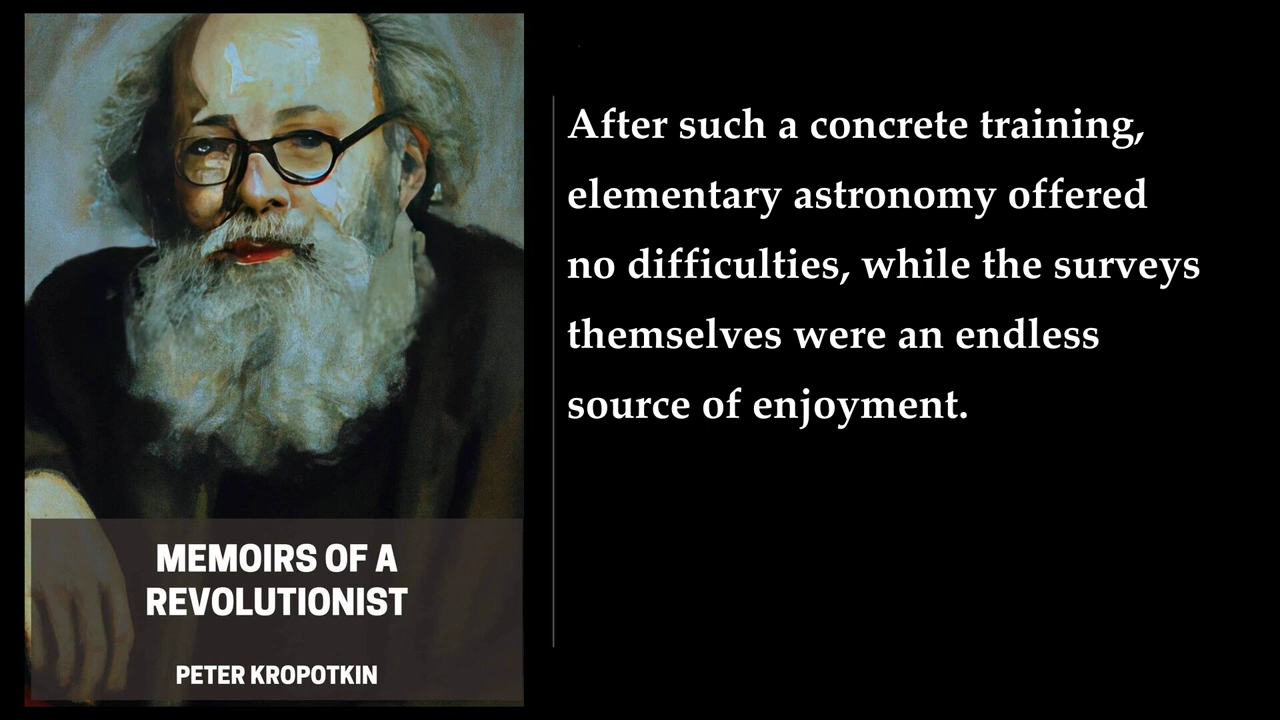 After such a concrete training,
elementary astronomy offered
no difficulties, while the surveys
themselves were an endless
source of enjoyment.
MEMOIRS OF A
REVOLUTIONIST
PETER KROPOTKIN